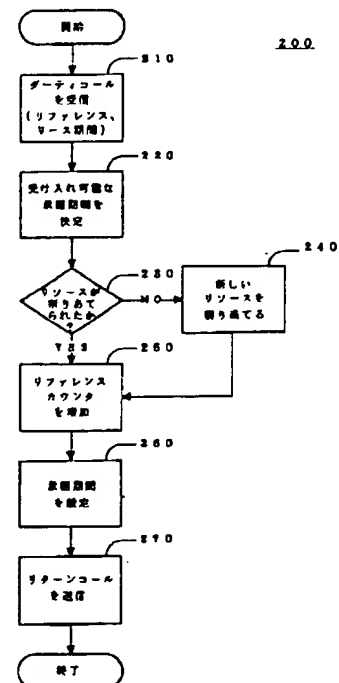 開始
200
210
ダーティコール
を受信
(リファレンス、
リース期間)
220
受け入れ可能な
承認期間を
決定
230
リソースが
割りあて
られたか
?
NO
240
新しい
リソースを
割り当てる
YES
250
リファレンス
カウンタ
を増加
260
期間
を設定
270
リターンコール
を送信
終了